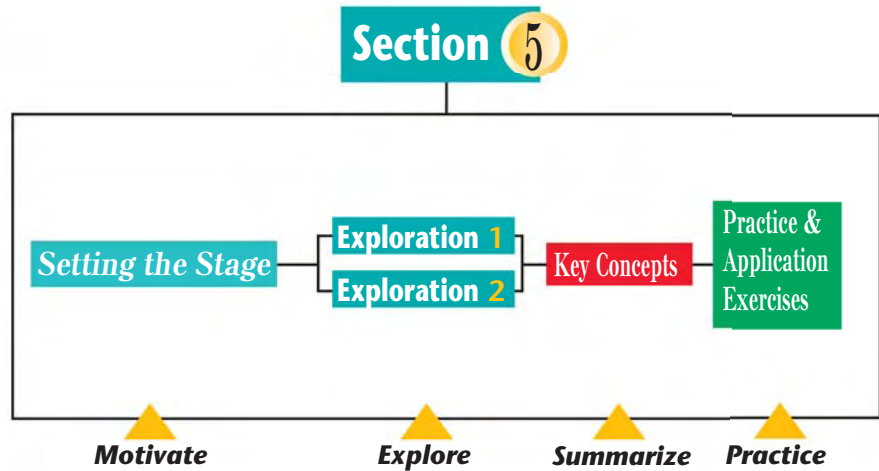 Section 5
Setting the Stage
Exploration 1
Exploration 2
Key Concepts
Practice &
Application
Exercises
Motivate
Explore
Summarize
Practice